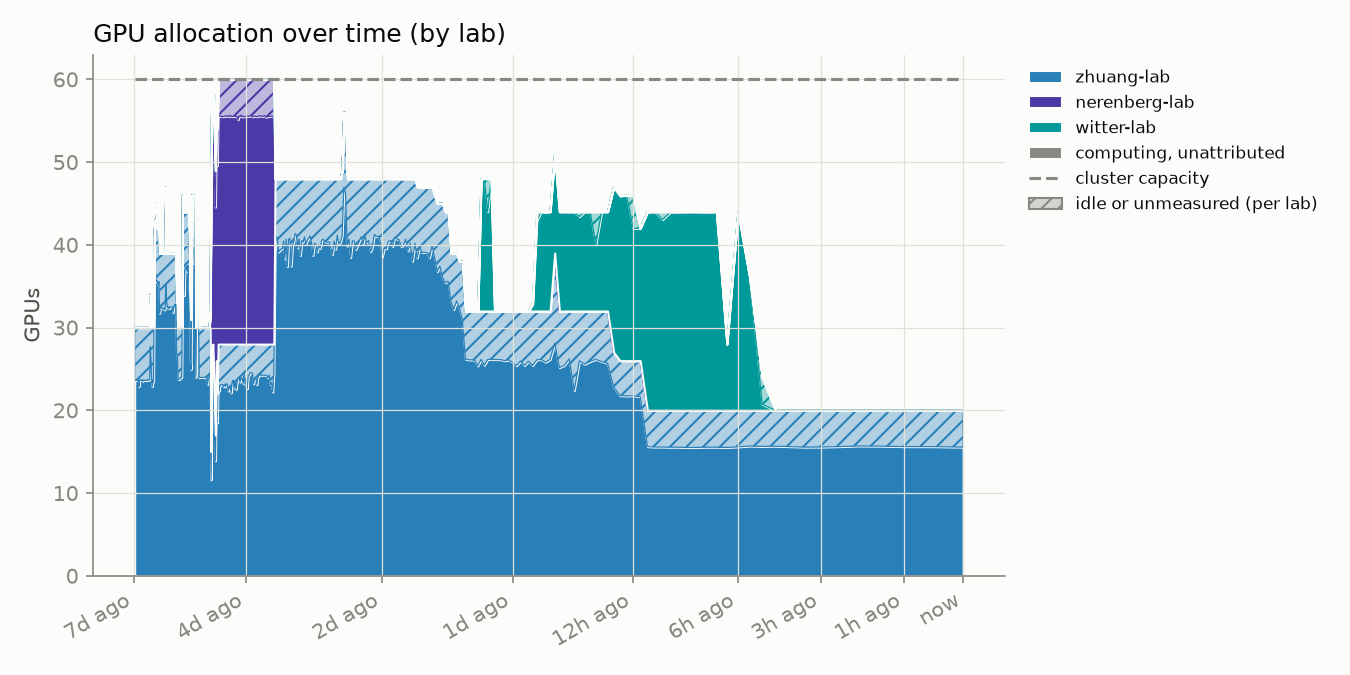 GPU allocation over time (by lab)
GPUs
60
50
40
30
20
10
0
7d ago
4d ago
2d ago
1d ago
12h ago
6h ago
3h ago
1h ago
now
zhuang-lab
nerenberg-lab
witter-lab
computing, unattributed
cluster capacity
idle or unmeasured (per lab)